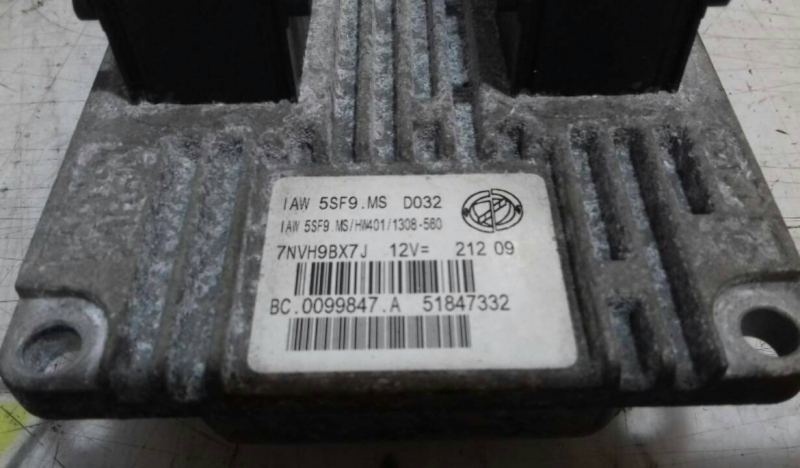 IAW 5SF9.MS D032
IAW 5SF9.MS/HW401/1308-560
7NVH9BX7J 12V= 212 09
BC.0099847.A 51847332